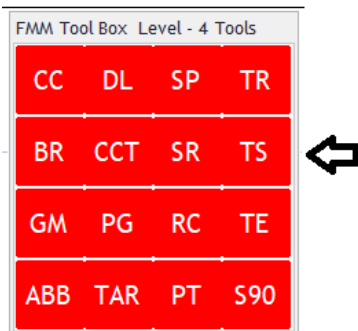 FMM Tool Box Level - 4 Tools
CC DL SP TR
BR CCT SR TS
GM PG RC TE
ABB TAR PT S90